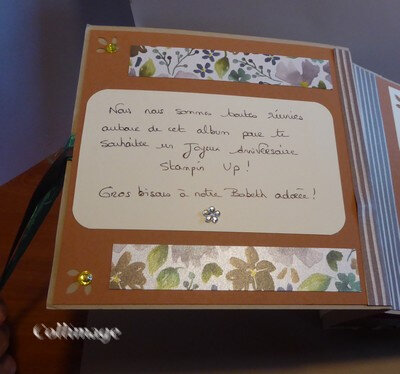 Nous nous sommes toutes réunies
autour de cet album pour te
souhaiter un Joyeux Anniversaire
Stampin Up !
Gros bisous à notre Babeth adorée !
Collimage